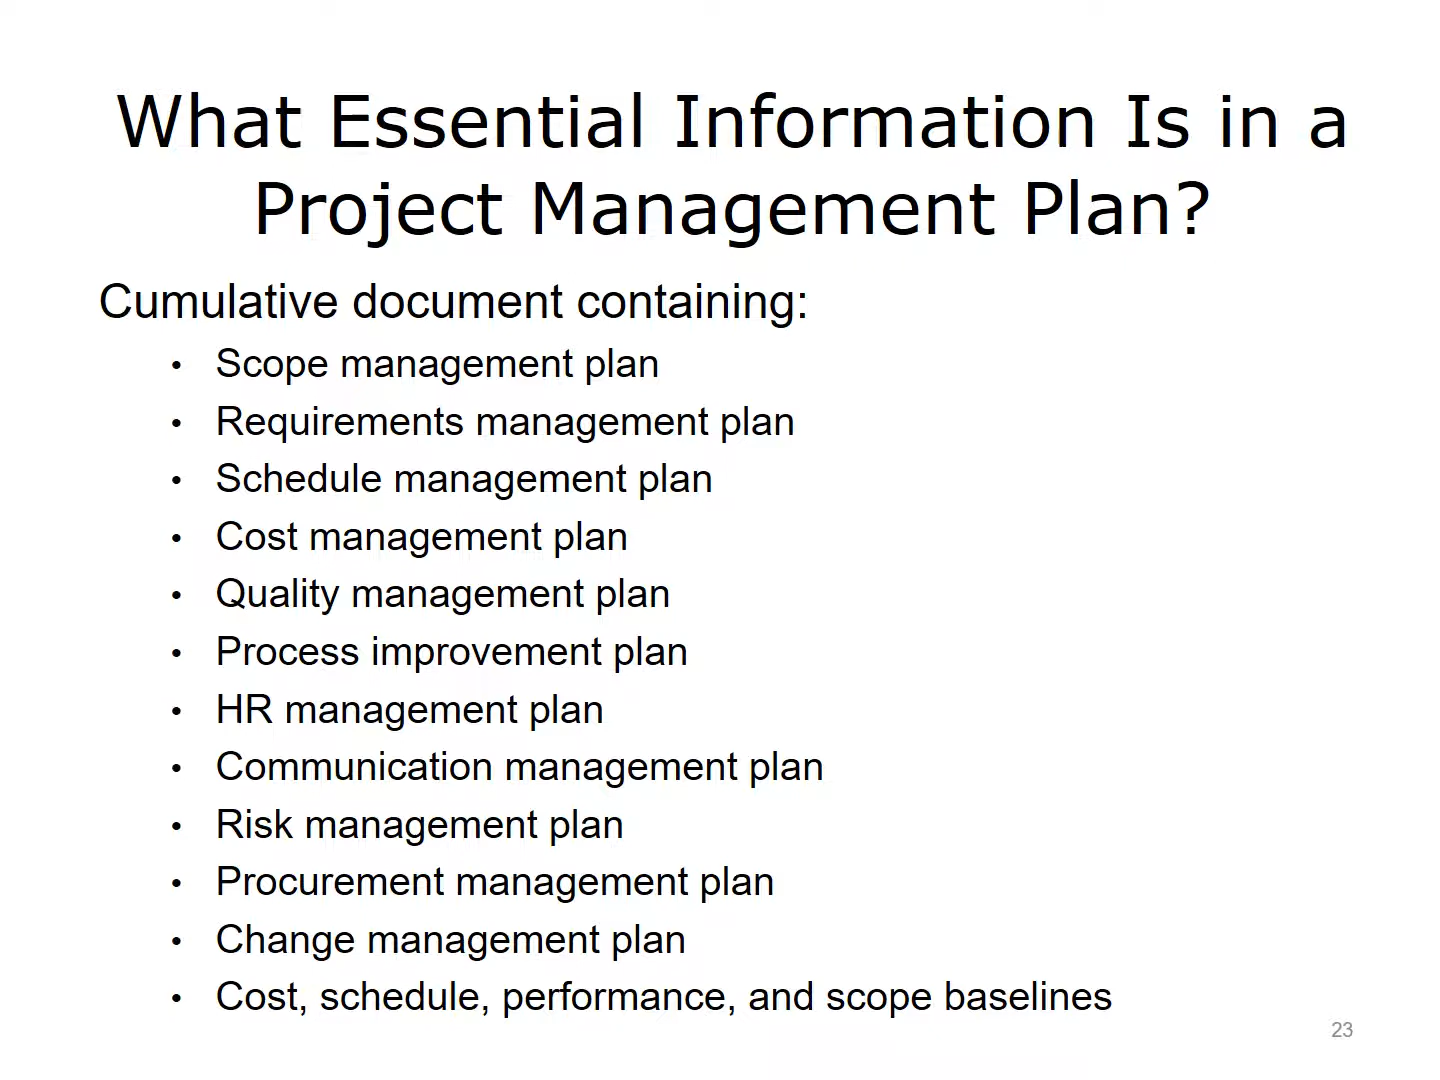 What Essential Information Is in a
Project Management Plan?
Cumulative document containing:
• Scope management plan
• Requirements management plan
• Schedule management plan
• Cost management plan
• Quality management plan
• Process improvement plan
• HR management plan
• Communication management plan
• Risk management plan
• Procurement management plan
• Change management plan
• Cost, schedule, performance, and scope baselines
23